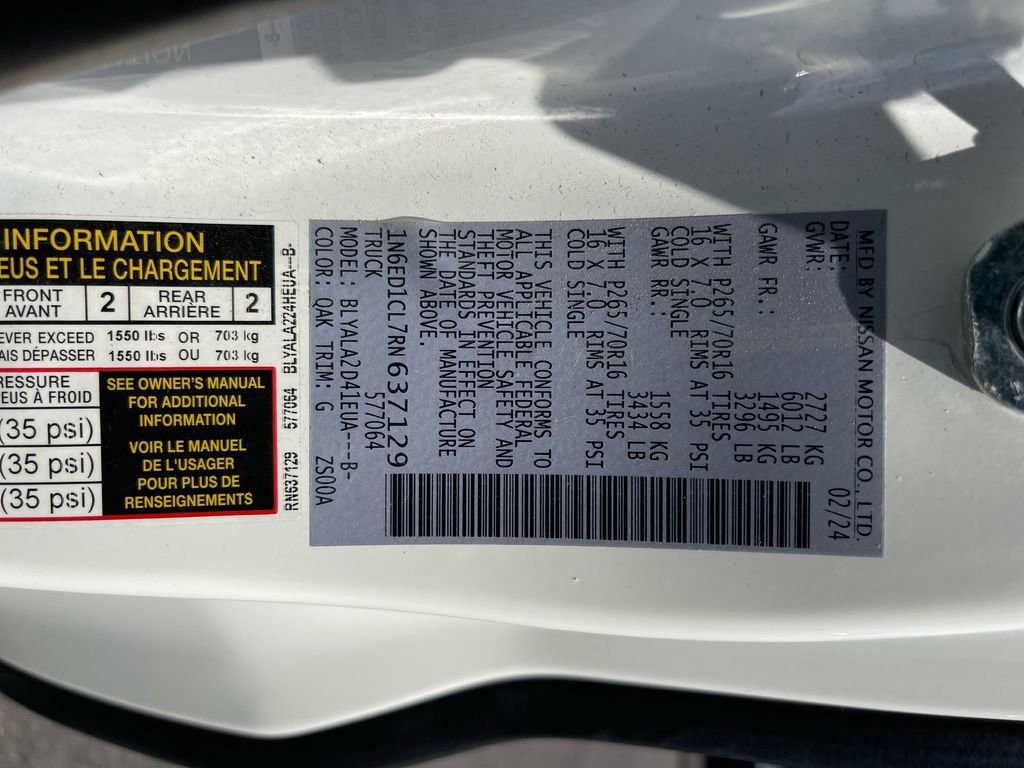 INFORMATION
EUS ET LE CHARGEMENT
FRONT
AVANT
2
REAR
ARRIÈRE
2
EVER EXCEED 1550 lbs OR 703 kg
AIS DÉPASSER 1550 lbs OU 703 kg
RESSURE
EUS À FROID
(35 psi)
(35 psi)
(35 psi)
SEE OWNER'S MANUAL
FOR ADDITIONAL
INFORMATION
VOIR LE MANUEL
DE L'USAGER
POUR PLUS DE
RENSEIGNEMENTS
RN637129 577064 BLYALA224HEUA--B-
MFD BY NISSAN MOTOR CO., LTD.
DATE: 02/24
GVWR: 2727 KG
6012 LB
GAWR FR.: 1495 KG
3296 LB
WITH P265/70R16 TIRES
16 X 7.0 RIMS AT 35 PSI
COLD SINGLE
GAWR RR.: 1558 KG
3434 LB
WITH P265/70R16 TIRES
16 X 7.0 RIMS AT 35 PSI
COLD SINGLE
THIS VEHICLE CONFORMS TO
ALL APPLICABLE FEDERAL
MOTOR VEHICLE SAFETY AND
THEFT PREVENTION
STANDARDS IN EFFECT ON
THE DATE OF MANUFACTURE
SHOWN ABOVE.
1N6ED1CL7RN637129
TRUCK 577064
MODEL: BLYALA2D41EUA---B-
COLOR: QAK TRIM: G ZS00A